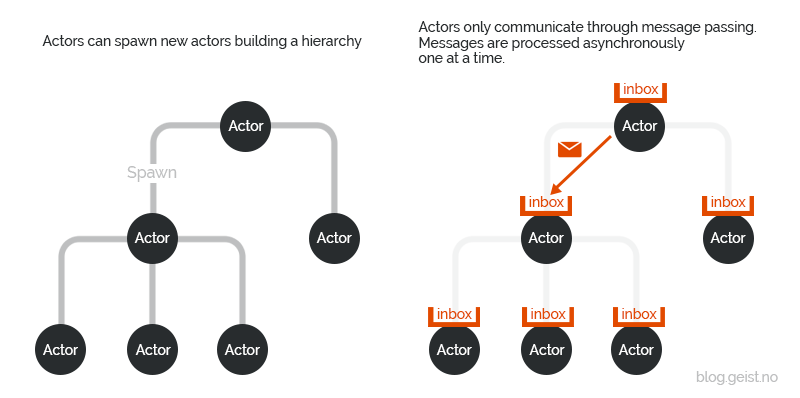 Actors can spawn new actors building a hierarchy
Actor
Spawn
Actor
Actor
Actor
Actor
Actor
Actors only communicate through message passing.
Messages are processed asynchronously
one at a time.
inbox
Actor
inbox
inbox
Actor
Actor
inbox
inbox
inbox
Actor
Actor
Actor
blog.geist.no